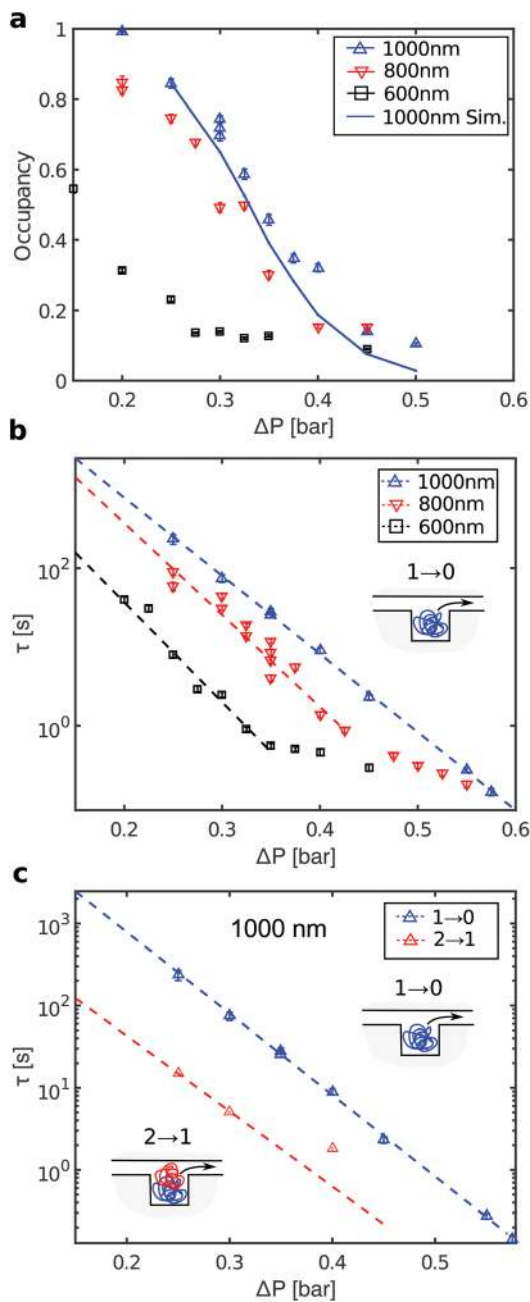 a
1
0.8
0.6
0.4
0.2
0
Occupancy
1000nm
800nm
600nm
1000nm Sim.
0.2 0.3 0.4 0.5 0.6
ΔP [bar]
b
10²
10⁰
τ [s]
1000nm
800nm
600nm
1→0
0.2 0.3 0.4 0.5 0.6
ΔP [bar]
c
10³
10²
10¹
10⁰
τ [s]
1000 nm
1→0
2→1
1→0
2→1
0.2 0.3 0.4 0.5
ΔP [bar]